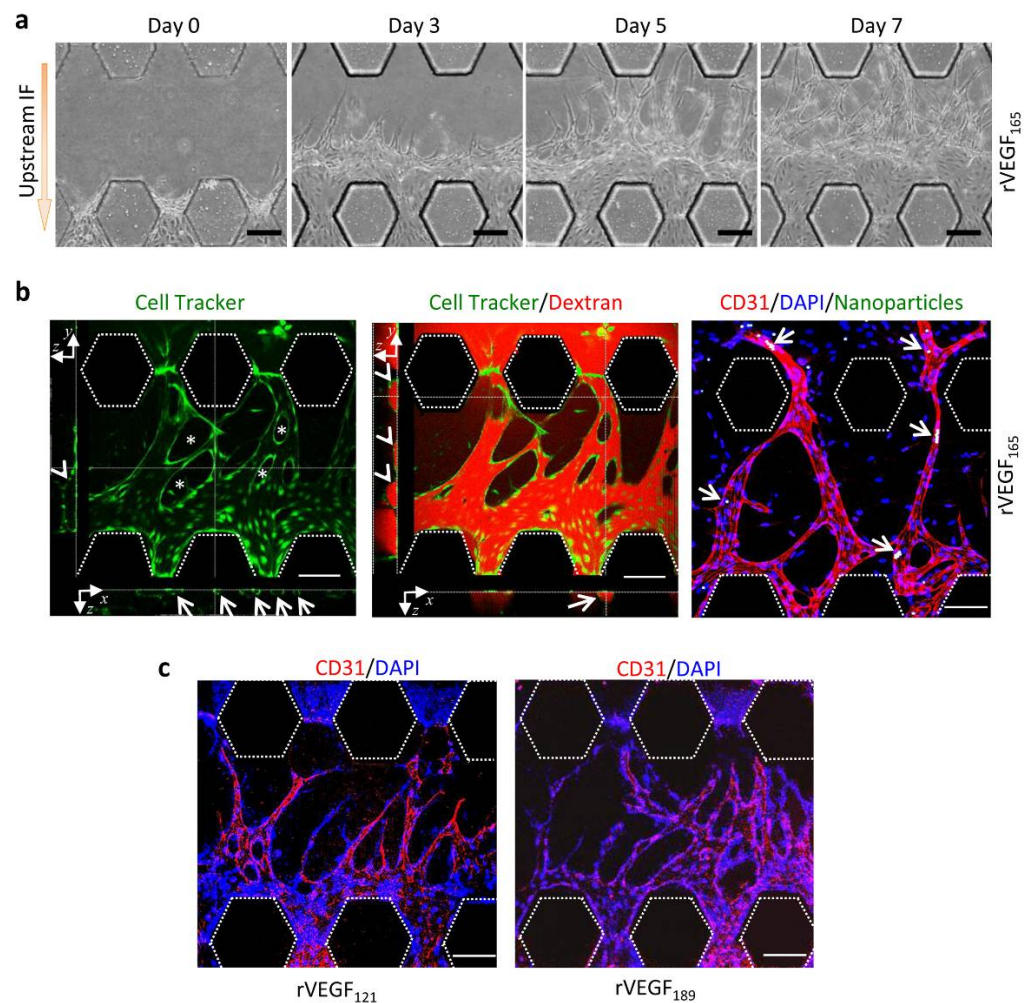 a
Day 0 Day 3 Day 5 Day 7
Upstream IF
rVEGF165
b
Cell Tracker Cell Tracker/Dextran CD31/DAPI/Nanoparticles
z y z y
* *
* *
x z x z
rVEGF165
c
CD31/DAPI CD31/DAPI
rVEGF121 rVEGF189